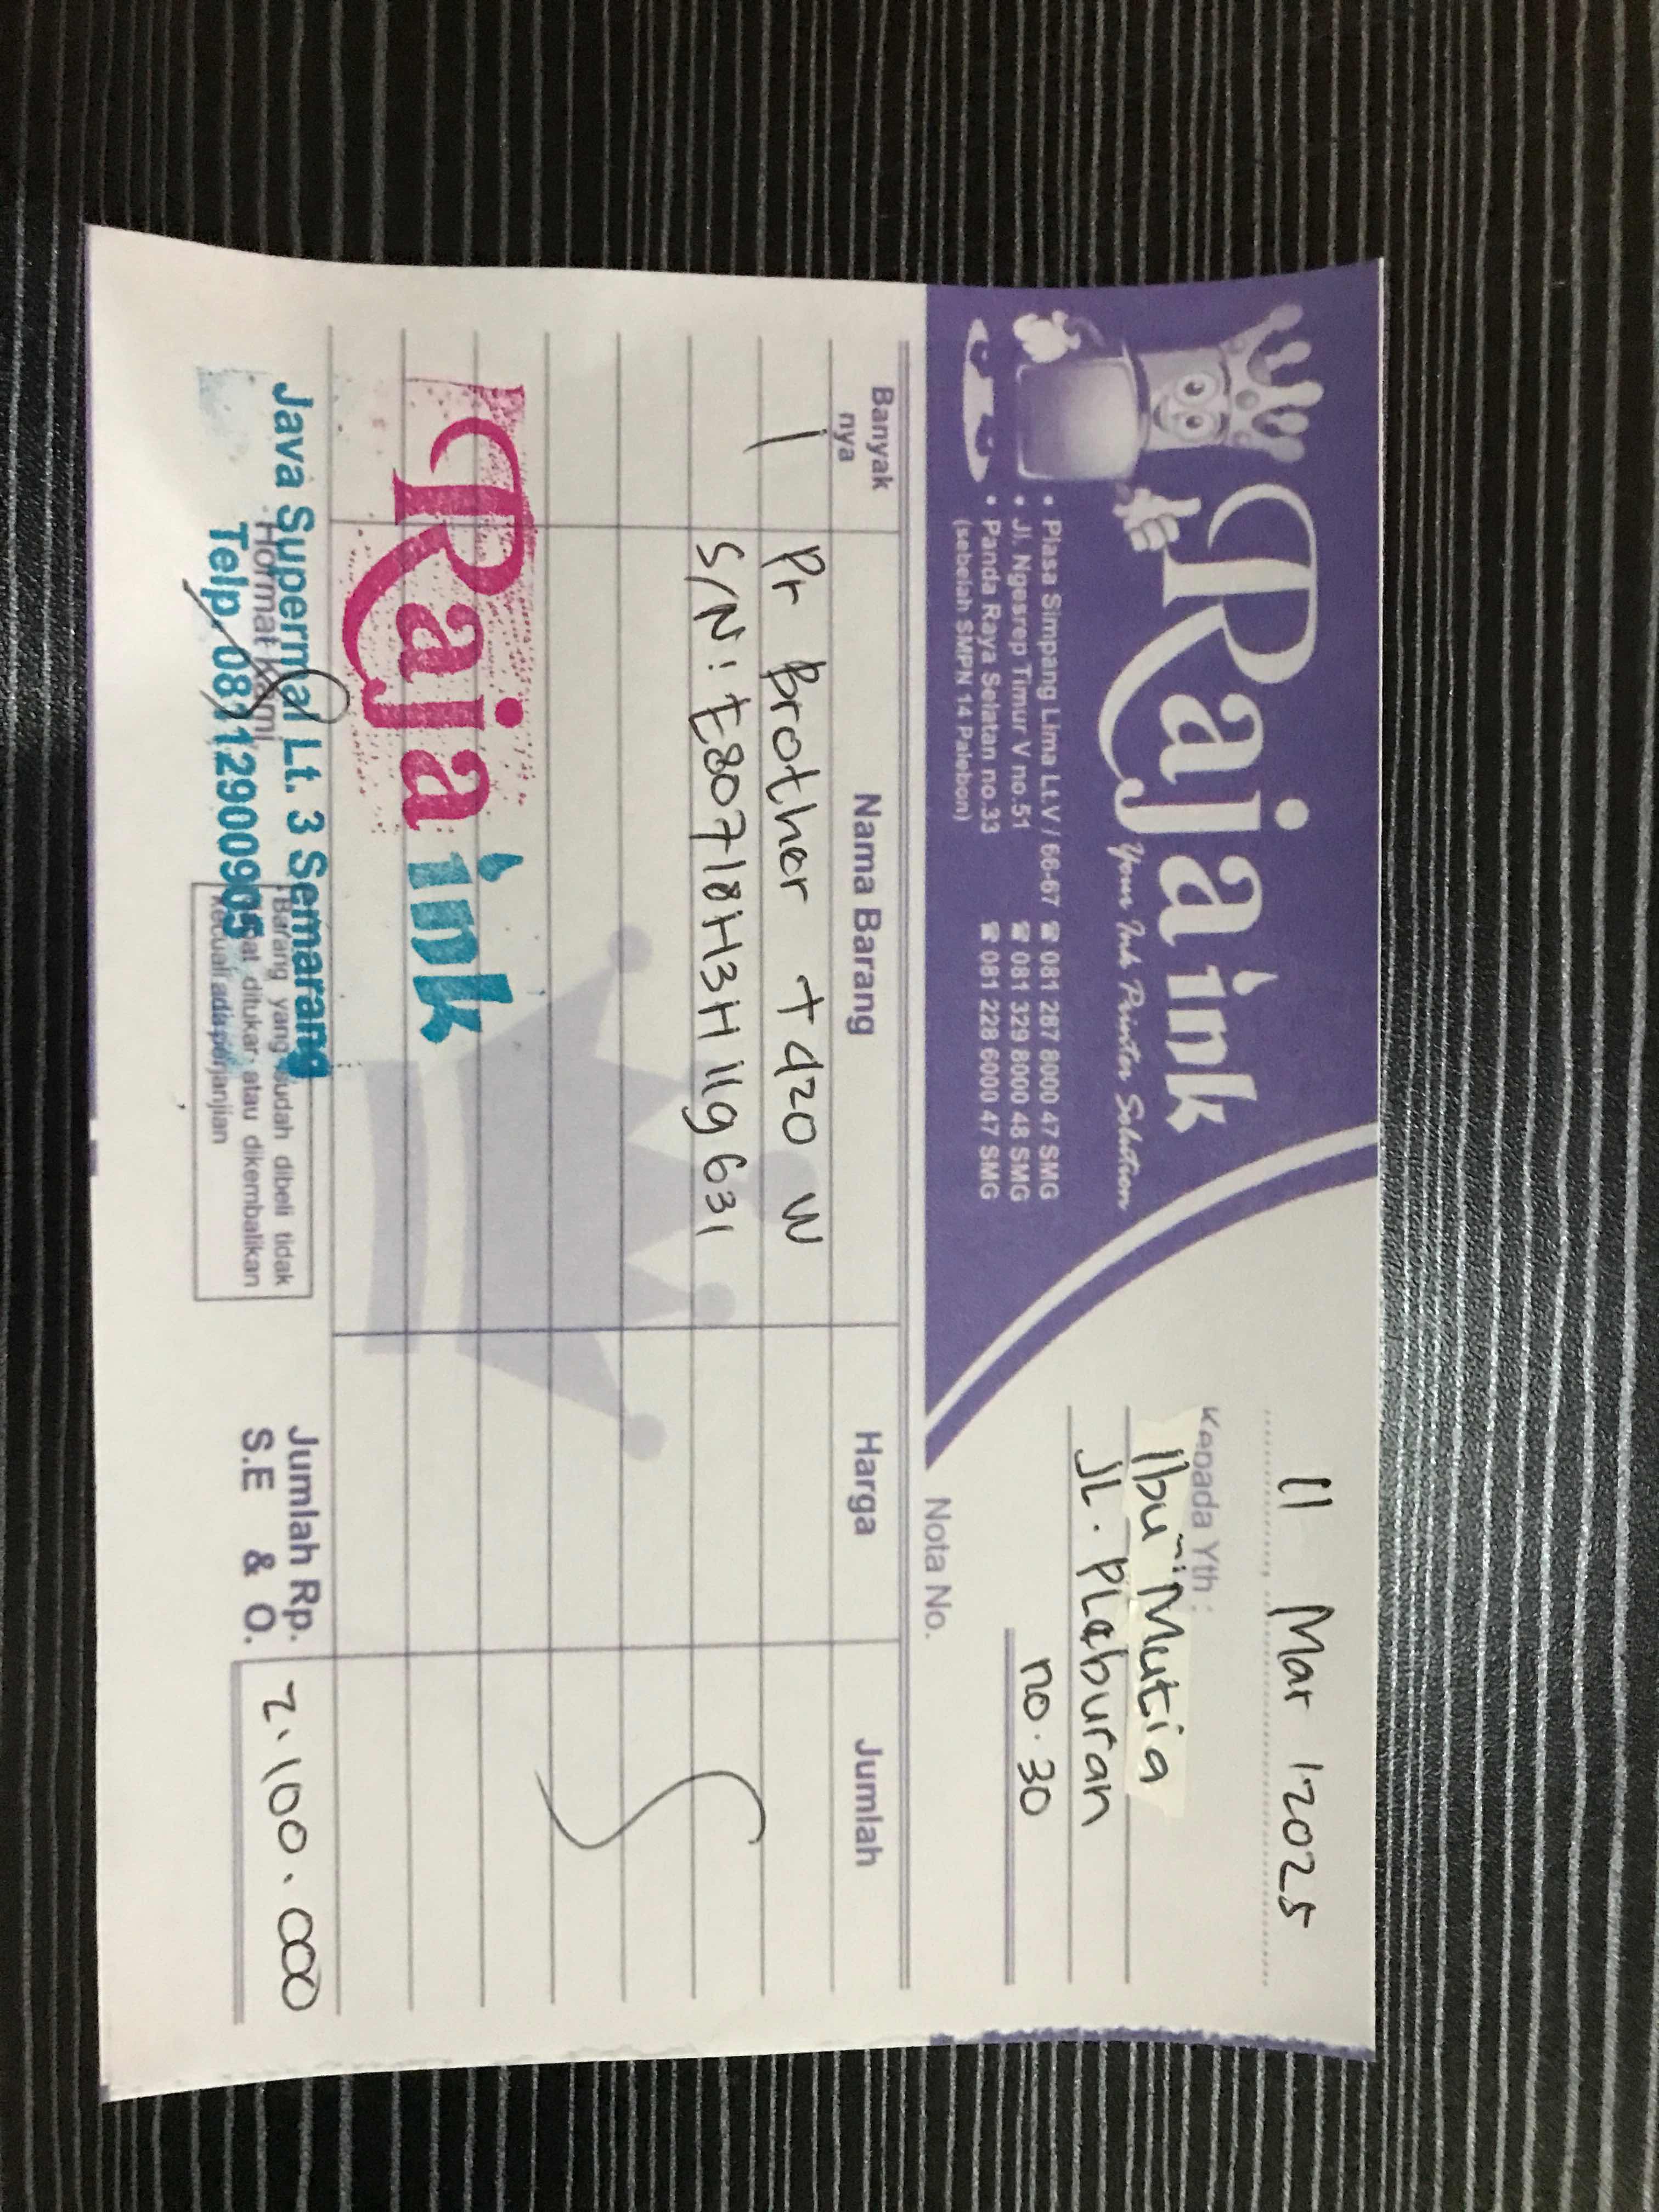 Raja ink
Your Ink Printer Solution
• Plasa Simpang Lima Lt.V / 66-67 ☎ 081 287 8000 47 SMG
• Jl. Ngesrep Timur V no.51 ☎ 081 329 8000 48 SMG
• Panda Raya Selatan no.33 ☎ 081 228 6000 47 SMG
(sebelah SMPN 14 Palebon)
11 Mar 2025
Kepada Yth :
Ibu Mutia
JL. PLeburan
no. 30
Nota No.
Banyak nya Nama Barang Harga Jumlah
1 Pr Brother T420 W
S/N: E80718H3H119631
Raja ink
Java Supermal Lt. 3 Semarang
Telp. 081129000905
Hormat kami,
Barang yang sudah dibeli tidak
ditukar atau dikembalikan
kecuali ada perjanjian
Jumlah Rp. 2.100.000
S.E & O.